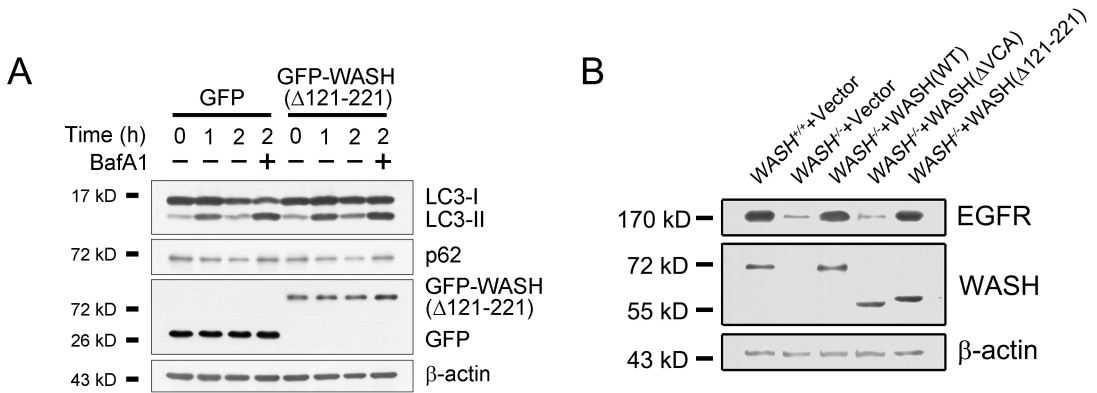 A
GFP
GFP-WASH
(Δ121-221)
Time (h) 0 1 2 2 0 1 2 2
BafA1 − − − + − − − +
17 kD
LC3-I
LC3-II
72 kD
p62
GFP-WASH
(Δ121-221)
72 kD
26 kD
GFP
43 kD
β-actin
B
WASH+/++Vector
WASH-/-+Vector
WASH-/-+WASH(WT)
WASH-/-+WASH(ΔVCA)
WASH-/-+WASH(Δ121-221)
170 kD
EGFR
72 kD
WASH
55 kD
43 kD
β-actin